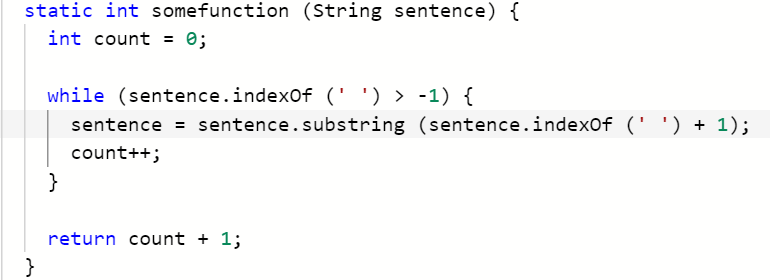 static int somefunction (String sentence) {
int count = 0;
while (sentence.indexOf (' ') > -1) {
sentence = sentence.substring (sentence.indexOf (' ') + 1);
count++;
}
return count + 1;
}